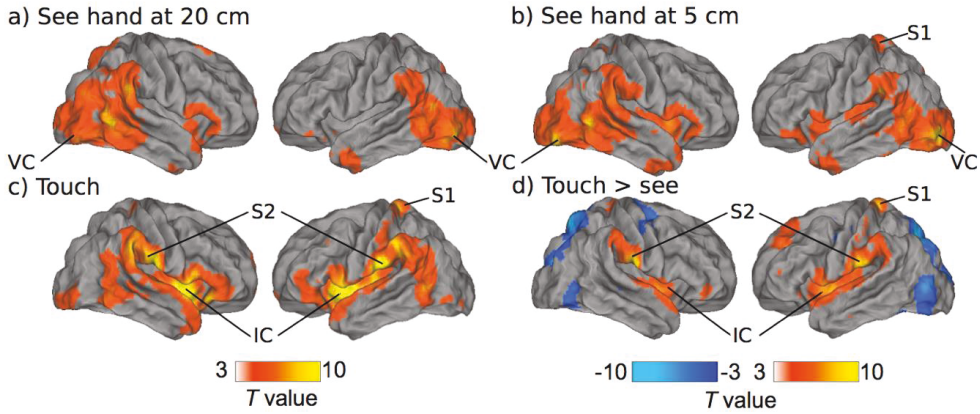 a) See hand at 20 cm
b) See hand at 5 cm
S1
VC
VC
VC
c) Touch
d) Touch > see
S1
S2
S2
S1
IC
IC
3 10
T value
-10 -3 3 10
T value